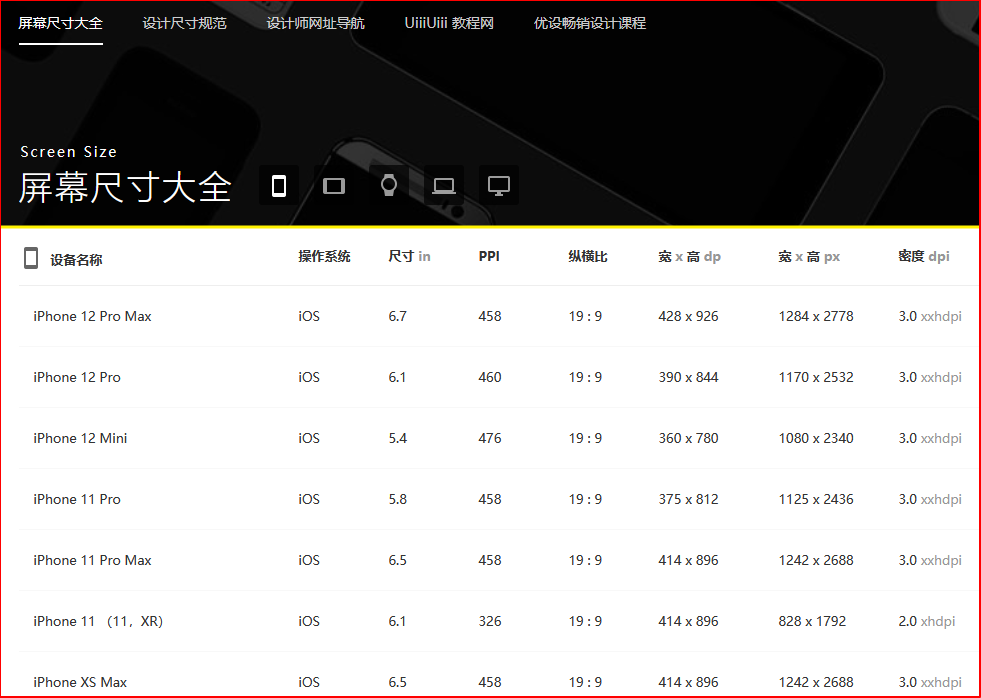 屏幕尺寸大全 设计尺寸规范 设计师网址导航 UiiiUiii 教程网 优设畅销设计课程
Screen Size
屏幕尺寸大全
设备名称 操作系统 尺寸 in PPI 纵横比 宽 x 高 dp 宽 x 高 px 密度 dpi
iPhone 12 Pro Max iOS 6.7 458 19 : 9 428 x 926 1284 x 2778 3.0 xxhdpi
iPhone 12 Pro iOS 6.1 460 19 : 9 390 x 844 1170 x 2532 3.0 xxhdpi
iPhone 12 Mini iOS 5.4 476 19 : 9 360 x 780 1080 x 2340 3.0 xxhdpi
iPhone 11 Pro iOS 5.8 458 19 : 9 375 x 812 1125 x 2436 3.0 xxhdpi
iPhone 11 Pro Max iOS 6.5 458 19 : 9 414 x 896 1242 x 2688 3.0 xxhdpi
iPhone 11 （11，XR） iOS 6.1 326 19 : 9 414 x 896 828 x 1792 2.0 xhdpi
iPhone XS Max iOS 6.5 458 19 : 9 414 x 896 1242 x 2688 3.0 xxhdpi